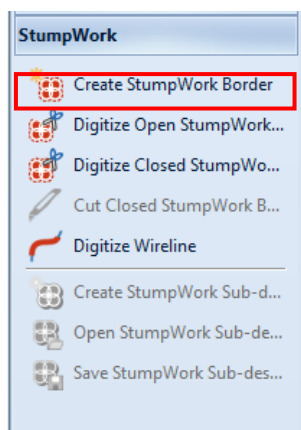 StumpWork
Create StumpWork Border
Digitize Open StumpWork...
Digitize Closed StumpWo...
Cut Closed StumpWork B...
Digitize Wireline
Create StumpWork Sub-d...
Open StumpWork Sub-de...
Save StumpWork Sub-des...